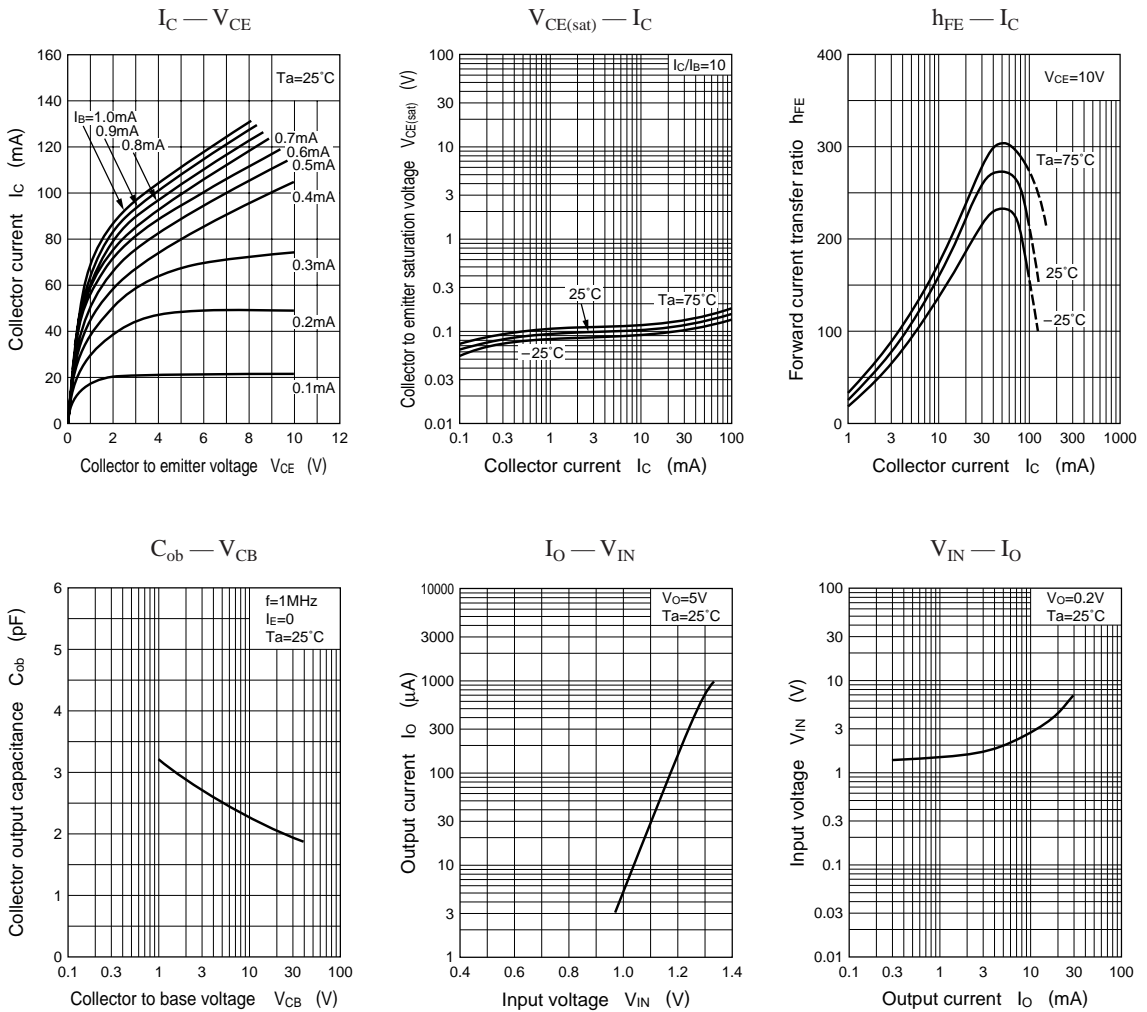 I_C — V_CE
160
140
120
100
80
60
40
20
0
Collector current I_C (mA)
Ta=25˚C
I_B=1.0mA
0.9mA
0.8mA
0.7mA
0.6mA
0.5mA
0.4mA
0.3mA
0.2mA
0.1mA
0 2 4 6 8 10 12
Collector to emitter voltage V_CE (V)
V_CE(sat) — I_C
100
30
10
3
1
0.3
0.1
0.03
0.01
Collector to emitter saturation voltage V_CE(sat) (V)
I_C/I_B=10
25˚C
Ta=75˚C
–25˚C
0.1 0.3 1 3 10 30 100
Collector current I_C (mA)
h_FE — I_C
400
300
200
100
0
Forward current transfer ratio h_FE
V_CE=10V
Ta=75˚C
25˚C
–25˚C
1 3 10 30 100 300 1000
Collector current I_C (mA)
C_ob — V_CB
6
5
4
3
2
1
0
Collector output capacitance C_ob (pF)
f=1MHz
I_E=0
Ta=25˚C
0.1 0.3 1 3 10 30 100
Collector to base voltage V_CB (V)
I_O — V_IN
10000
3000
1000
300
100
30
10
3
1
Output current I_O (µA)
V_O=5V
Ta=25˚C
0.4 0.6 0.8 1.0 1.2 1.4
Input voltage V_IN (V)
V_IN — I_O
100
30
10
3
1
0.3
0.1
0.03
0.01
Input voltage V_IN (V)
V_O=0.2V
Ta=25˚C
0.1 0.3 1 3 10 30 100
Output current I_O (mA)